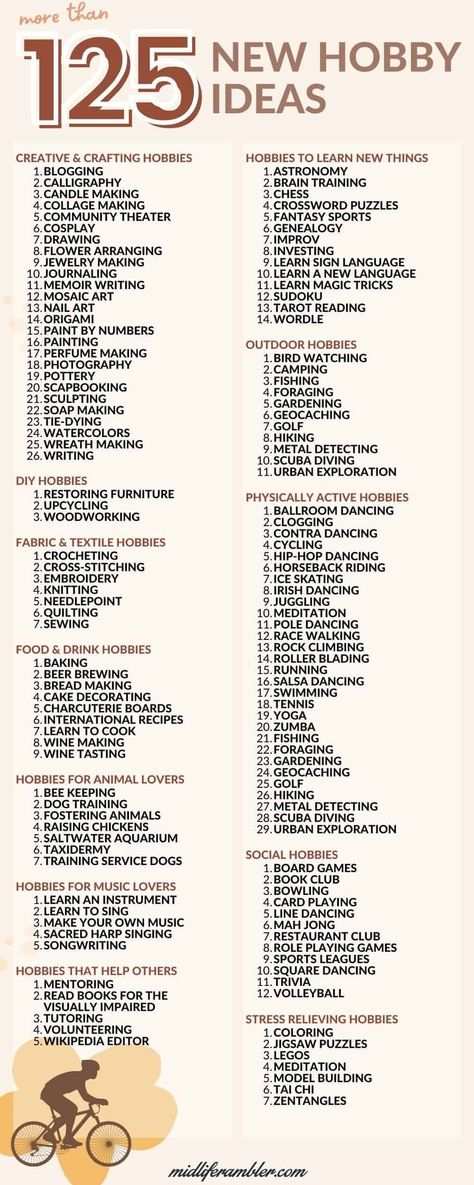 more than
125
NEW HOBBY
IDEAS
CREATIVE & CRAFTING HOBBIES
1. BLOGGING
2. CALLIGRAPHY
3. CANDLE MAKING
4. COLLAGE MAKING
5. COMMUNITY THEATER
6. COSPLAY
7. DRAWING
8. FLOWER ARRANGING
9. JEWELRY MAKING
10. JOURNALING
11. MEMOIR WRITING
12. MOSAIC ART
13. NAIL ART
14. ORIGAMI
15. PAINT BY NUMBERS
16. PAINTING
17. PERFUME MAKING
18. PHOTOGRAPHY
19. POTTERY
20. SCAPBOOKING
21. SCULPTING
22. SOAP MAKING
23. TIE-DYING
24. WATERCOLORS
25. WREATH MAKING
26. WRITING
DIY HOBBIES
1. RESTORING FURNITURE
2. UPCYCLING
3. WOODWORKING
FABRIC & TEXTILE HOBBIES
1. CROCHETING
2. CROSS-STITCHING
3. EMBROIDERY
4. KNITTING
5. NEEDLEPOINT
6. QUILTING
7. SEWING
FOOD & DRINK HOBBIES
1. BAKING
2. BEER BREWING
3. BREAD MAKING
4. CAKE DECORATING
5. CHARCUTERIE BOARDS
6. INTERNATIONAL RECIPES
7. LEARN TO COOK
8. WINE MAKING
9. WINE TASTING
HOBBIES FOR ANIMAL LOVERS
1. BEE KEEPING
2. DOG TRAINING
3. FOSTERING ANIMALS
4. RAISING CHICKENS
5. SALTWATER AQUARIUM
6. TAXIDERMY
7. TRAINING SERVICE DOGS
HOBBIES FOR MUSIC LOVERS
1. LEARN AN INSTRUMENT
2. LEARN TO SING
3. MAKE YOUR OWN MUSIC
4. SACRED HARP SINGING
5. SONGWRITING
HOBBIES THAT HELP OTHERS
1. MENTORING
2. READ BOOKS FOR THE
VISUALLY IMPAIRED
3. TUTORING
4. VOLUNTEERING
5. WIKIPEDIA EDITOR
HOBBIES TO LEARN NEW THINGS
1. ASTRONOMY
2. BRAIN TRAINING
3. CHESS
4. CROSSWORD PUZZLES
5. FANTASY SPORTS
6. GENEALOGY
7. IMPROV
8. INVESTING
9. LEARN SIGN LANGUAGE
10. LEARN A NEW LANGUAGE
11. LEARN MAGIC TRICKS
12. SUDOKU
13. TAROT READING
14. WORDLE
OUTDOOR HOBBIES
1. BIRD WATCHING
2. CAMPING
3. FISHING
4. FORAGING
5. GARDENING
6. GEOCACHING
7. GOLF
8. HIKING
9. METAL DETECTING
10. SCUBA DIVING
11. URBAN EXPLORATION
PHYSICALLY ACTIVE HOBBIES
1. BALLROOM DANCING
2. CLOGGING
3. CONTRA DANCING
4. CYCLING
5. HIP-HOP DANCING
6. HORSEBACK RIDING
7. ICE SKATING
8. IRISH DANCING
9. JUGGLING
10. MEDITATION
11. POLE DANCING
12. RACE WALKING
13. ROCK CLIMBING
14. ROLLER BLADING
15. RUNNING
16. SALSA DANCING
17. SWIMMING
18. TENNIS
19. YOGA
20. ZUMBA
21. FISHING
22. FORAGING
23. GARDENING
24. GEOCACHING
25. GOLF
26. HIKING
27. METAL DETECTING
28. SCUBA DIVING
29. URBAN EXPLORATION
SOCIAL HOBBIES
1. BOARD GAMES
2. BOOK CLUB
3. BOWLING
4. CARD PLAYING
5. LINE DANCING
6. MAH JONG
7. RESTAURANT CLUB
8. ROLE PLAYING GAMES
9. SPORTS LEAGUES
10. SQUARE DANCING
11. TRIVIA
12. VOLLEYBALL
STRESS RELIEVING HOBBIES
1. COLORING
2. JIGSAW PUZZLES
3. LEGOS
4. MEDITATION
5. MODEL BUILDING
6. TAI CHI
7. ZENTANGLES
midliferambler.com